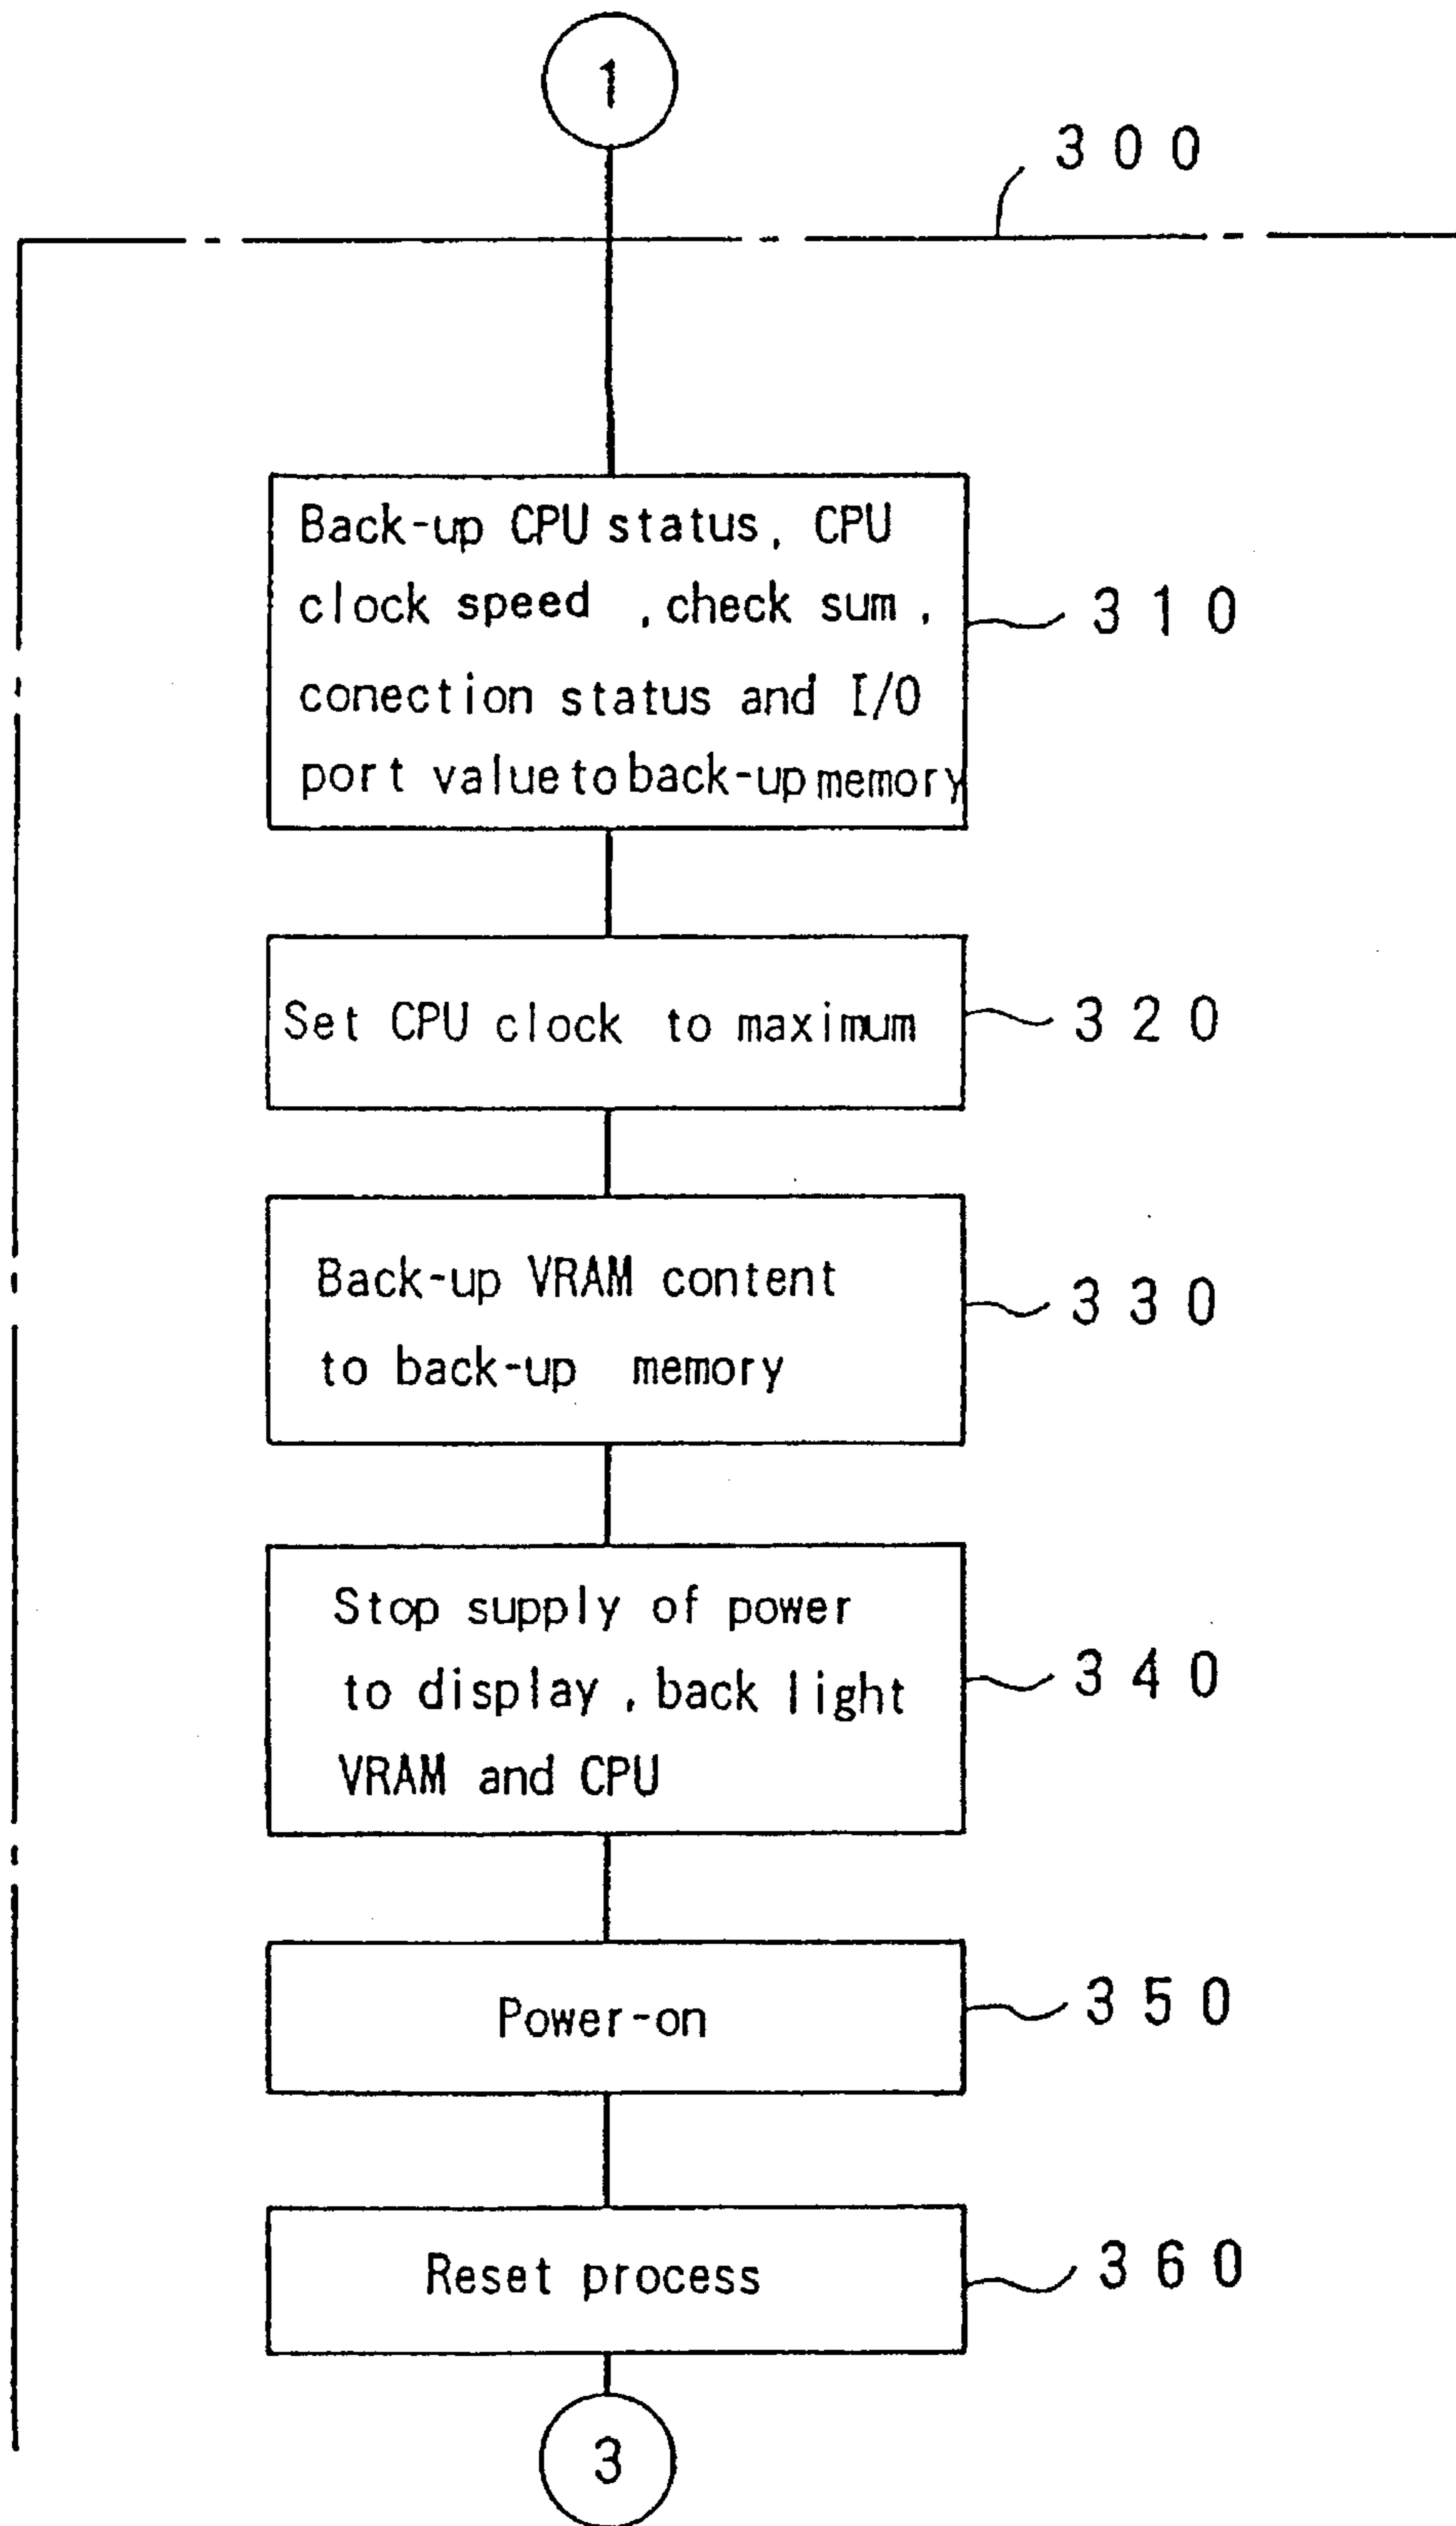 1
300
Back-up CPU status, CPU
clock speed , check sum ,
conection status and I/O
port value to back-up memory
310
Set CPU clock to maximum
320
Back-up VRAM content
to back-up memory
330
Stop supply of power
to display , back light
VRAM and CPU
340
Power-on
350
Reset process
360
3